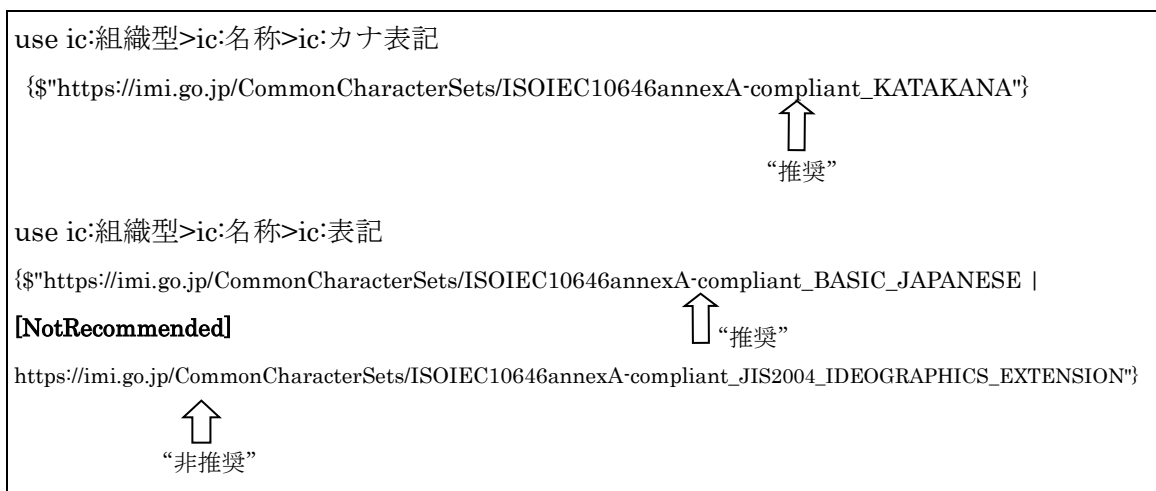 use ic:組織型>ic:名称>ic:カナ表記
{$"https://imi.go.jp/CommonCharacterSets/ISOIEC10646annexA-compliant_KATAKANA"}
“推奨”
use ic:組織型>ic:名称>ic:表記
{$"https://imi.go.jp/CommonCharacterSets/ISOIEC10646annexA-compliant_BASIC_JAPANESE |
[NotRecommended]
“推奨”
https://imi.go.jp/CommonCharacterSets/ISOIEC10646annexA-compliant_JIS2004_IDEOGRAPHICS_EXTENSION"}
“非推奨”